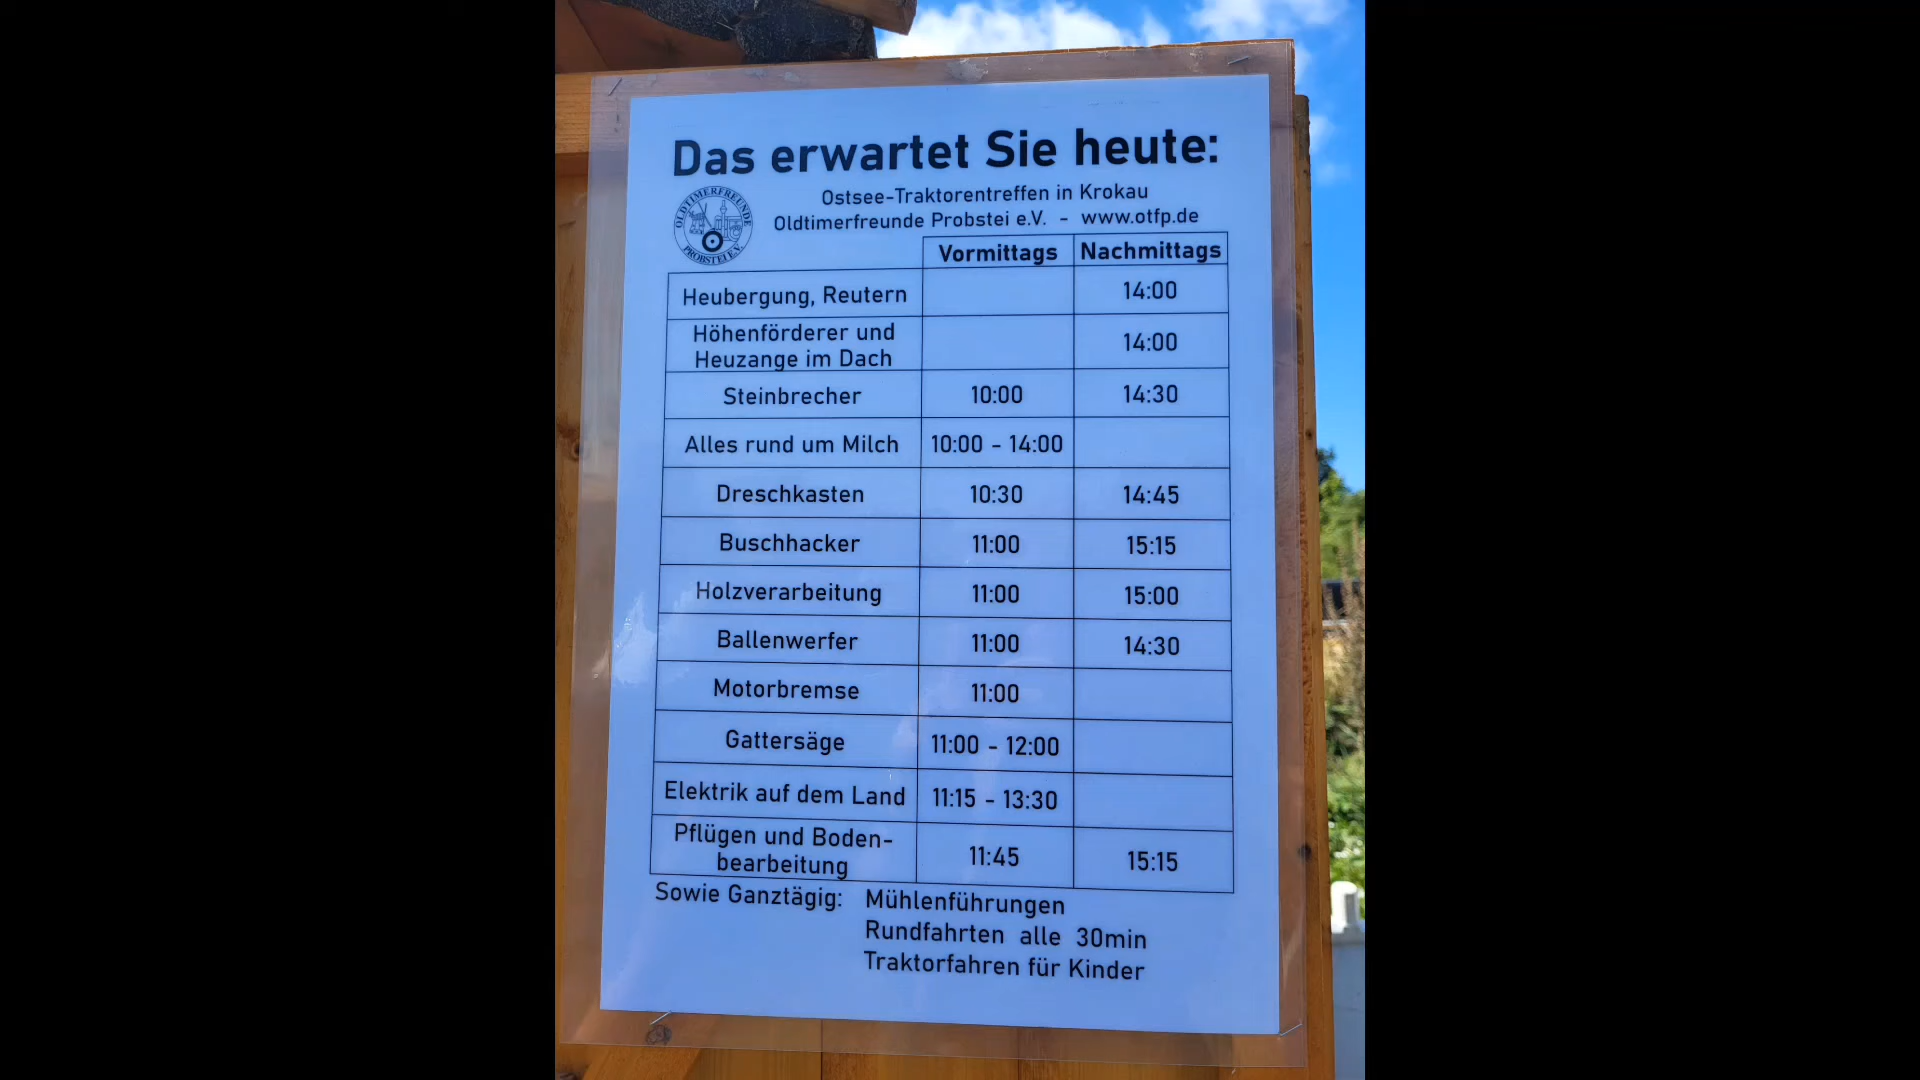 Das erwartet Sie heute:
Ostsee-Traktorentreffen in Krokau
Oldtimerfreunde Probstei e.V. - www.otfp.de
OLDTIMERFREUNDE
PROBSTEI E.V.
Vormittags Nachmittags
Heubergung, Reutern 14:00
Höhenförderer und
Heuzange im Dach 14:00
Steinbrecher 10:00 14:30
Alles rund um Milch 10:00 - 14:00
Dreschkasten 10:30 14:45
Buschhacker 11:00 15:15
Holzverarbeitung 11:00 15:00
Ballenwerfer 11:00 14:30
Motorbremse 11:00
Gattersäge 11:00 - 12:00
Elektrik auf dem Land 11:15 - 13:30
Pflügen und Boden-
bearbeitung 11:45 15:15
Sowie Ganztägig: Mühlenführungen
Rundfahrten alle 30min
Traktorfahren für Kinder